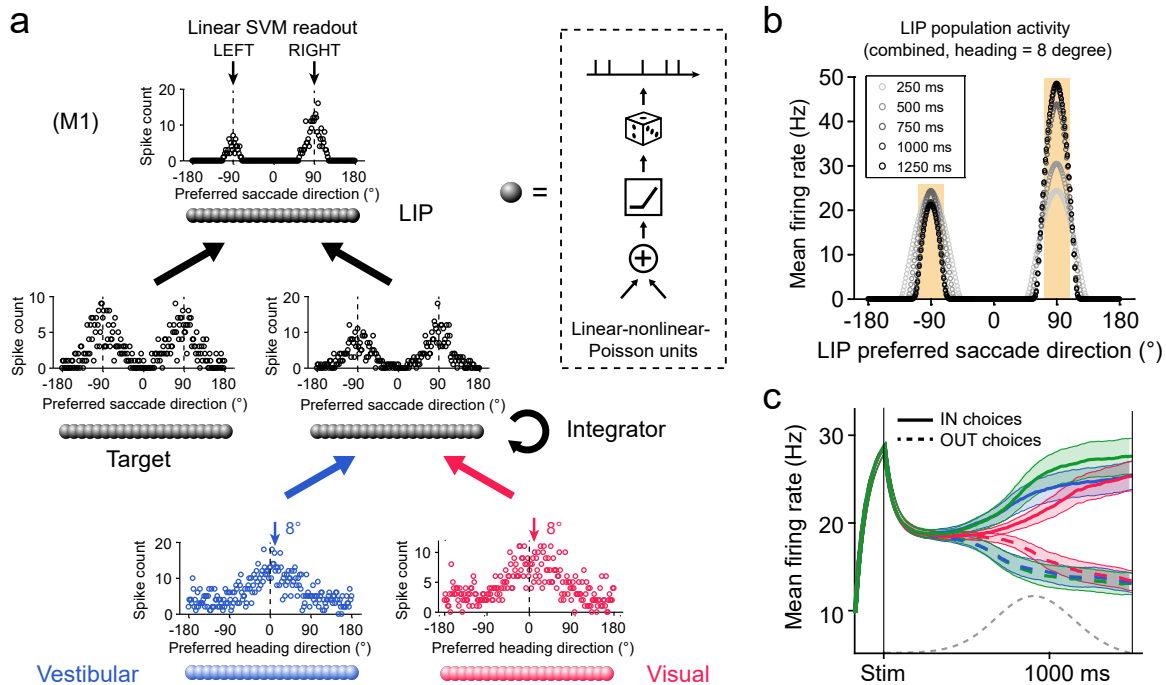 a
Linear SVM readout
LEFT RIGHT
(M1)
Spike count
20
10
0
-180 -90 0 90 180
Preferred saccade direction (°)
LIP
=
Linear-nonlinear-
Poisson units
Spike count
10
5
0
-180 -90 0 90 180
Preferred saccade direction (°)
Target
Spike count
20
10
0
-180 -90 0 90 180
Preferred saccade direction (°)
Integrator
8°
Spike count
20
10
0
-180 -90 0 90 180
Preferred heading direction (°)
Vestibular
8°
Spike count
10
5
0
-180 -90 0 90 180
Preferred heading direction (°)
Visual
b
LIP population activity
(combined, heading = 8 degree)
Mean firing rate (Hz)
50
40
30
20
10
0
250 ms
500 ms
750 ms
1000 ms
1250 ms
-180 -90 0 90 180
LIP preferred saccade direction (°)
c
IN choices
OUT choices
Mean firing rate (Hz)
30
20
10
Stim 1000 ms